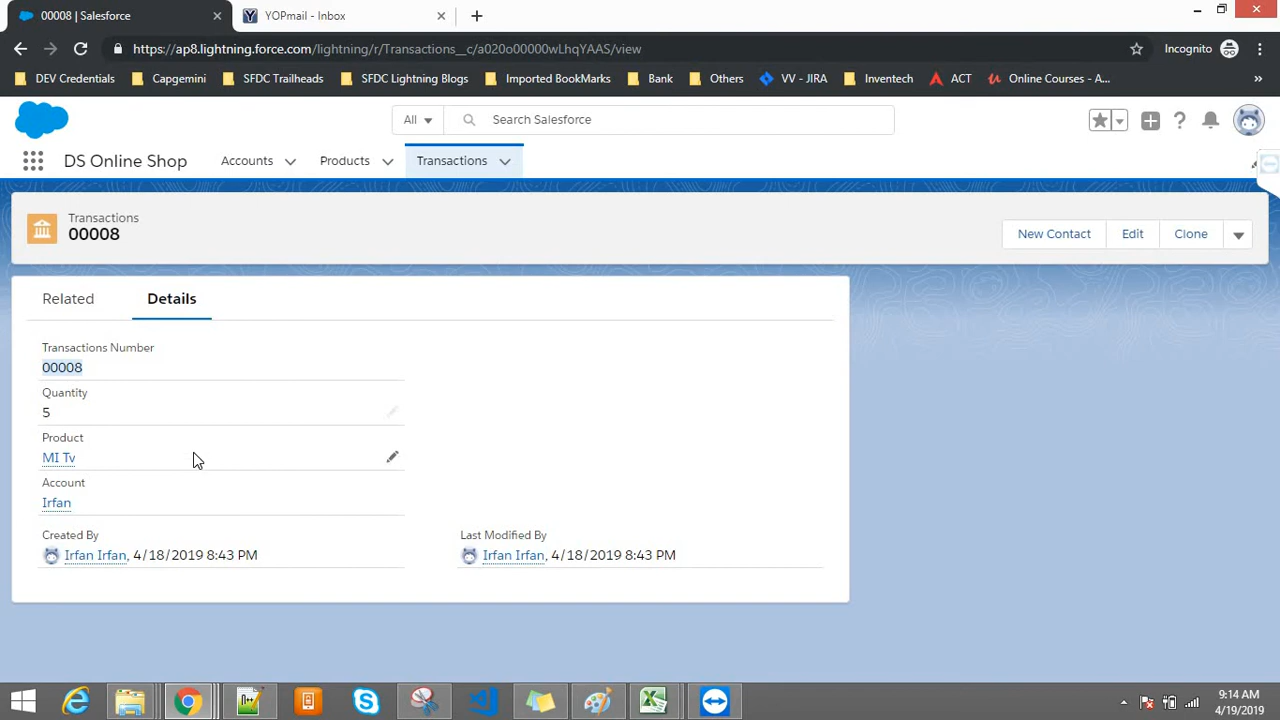 00008 | Salesforce
YOPmail - Inbox
https://ap8.lightning.force.com/lightning/r/Transactions__c/a020o00000wLhqYAAS/view
Incognito
DEV Credentials
Capgemini
SFDC Trailheads
SFDC Lightning Blogs
Imported BookMarks
Bank
Others
VV - JIRA
Inventech
ACT
Online Courses - A...
All
Search Salesforce
DS Online Shop
Accounts
Products
Transactions
Transactions
00008
New Contact
Edit
Clone
Related
Details
Transactions Number
00008
Quantity
5
Product
MI Tv
Account
Irfan
Created By
Irfan Irfan, 4/18/2019 8:43 PM
Last Modified By
Irfan Irfan, 4/18/2019 8:43 PM
9:14 AM
4/19/2019